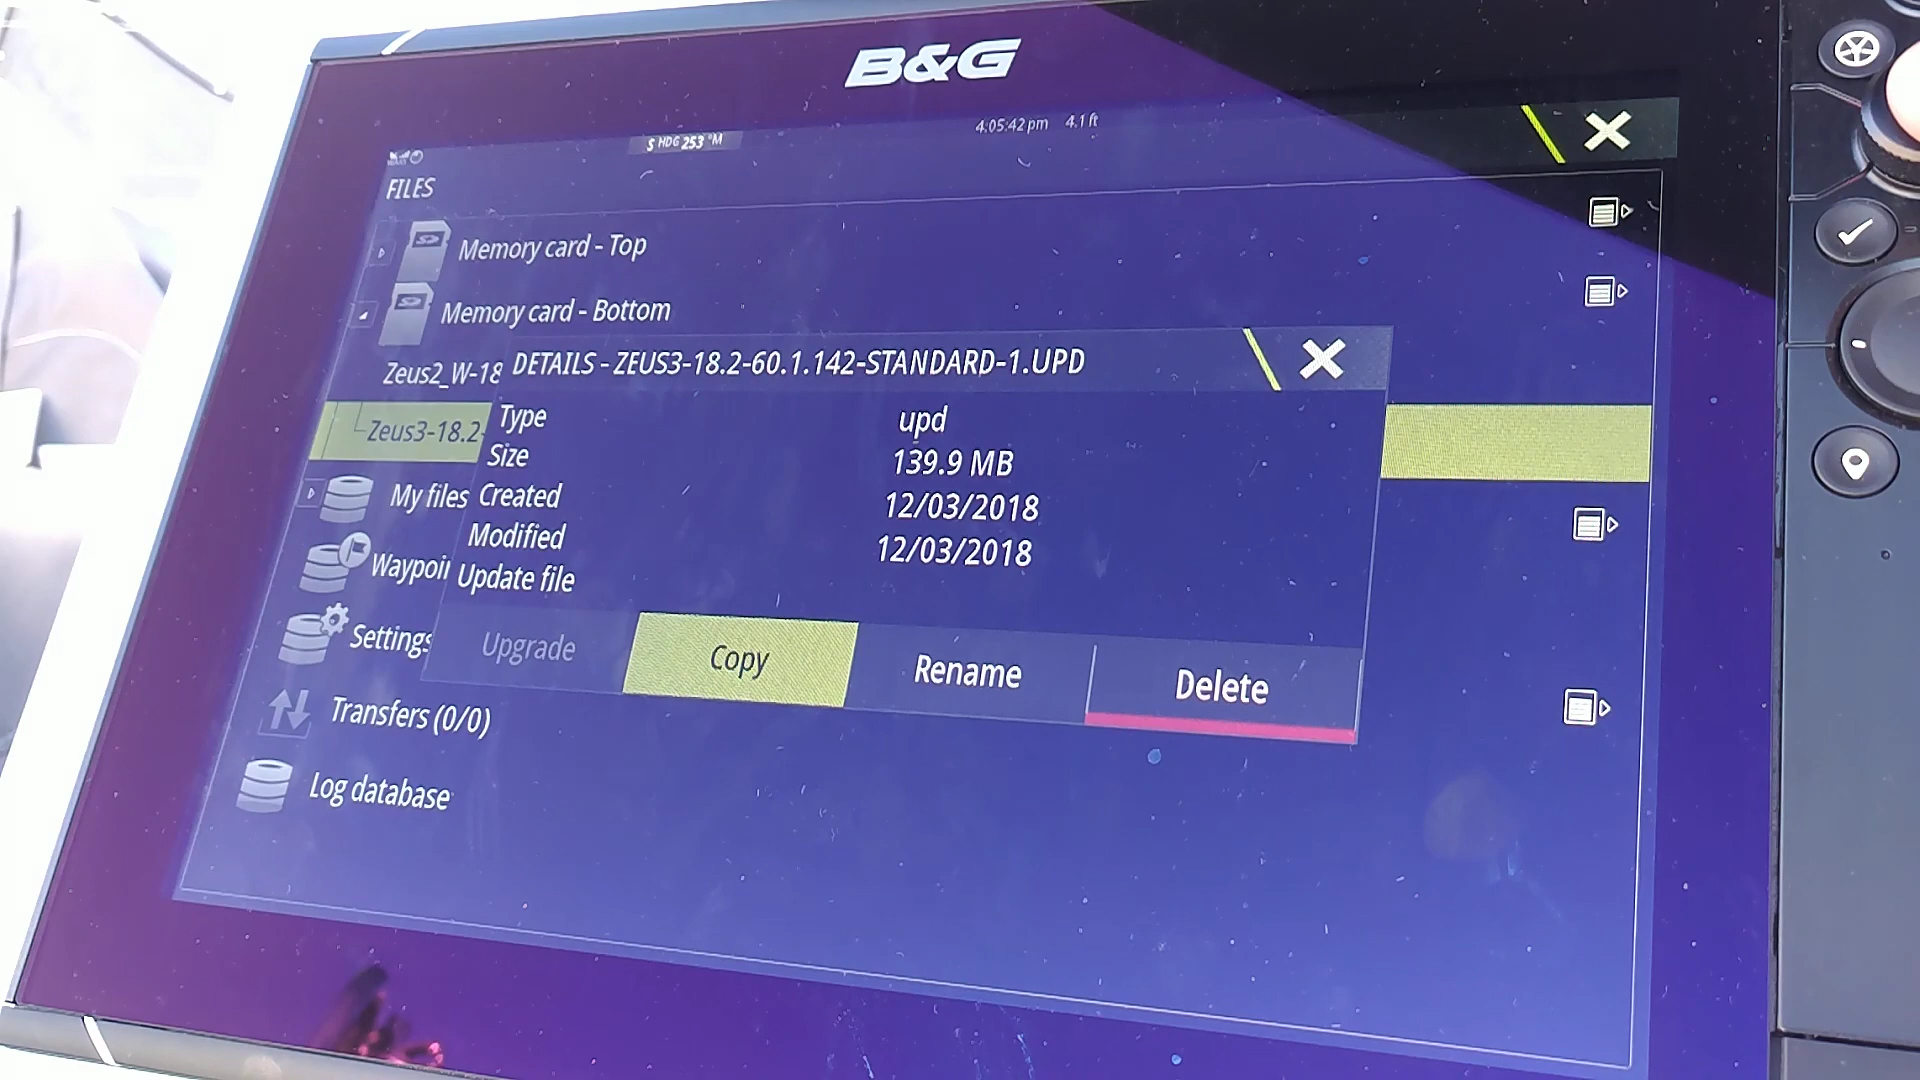 B&G
4:05:42 pm 4.1 ft
S HDG 253 °M
FILES
Memory card - Top
Memory card - Bottom
Zeus2_W-18
DETAILS - ZEUS3-18.2-60.1.142-STANDARD-1.UPD
Zeus3-18.2-
Type upd
Size 139.9 MB
My files
Created 12/03/2018
Modified 12/03/2018
Update file
Settings
Upgrade Copy Rename Delete
Transfers (0/0)
Log database